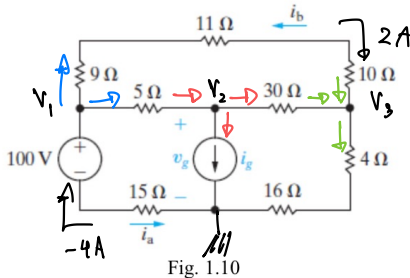 11 Ω i_b 2A
9 Ω 10 Ω
V₁ 5 Ω V₂ 30 Ω V₃
+
100 V + − v_g i_g 4 Ω
15 Ω − 16 Ω
-4A i_a
Fig. 1.10